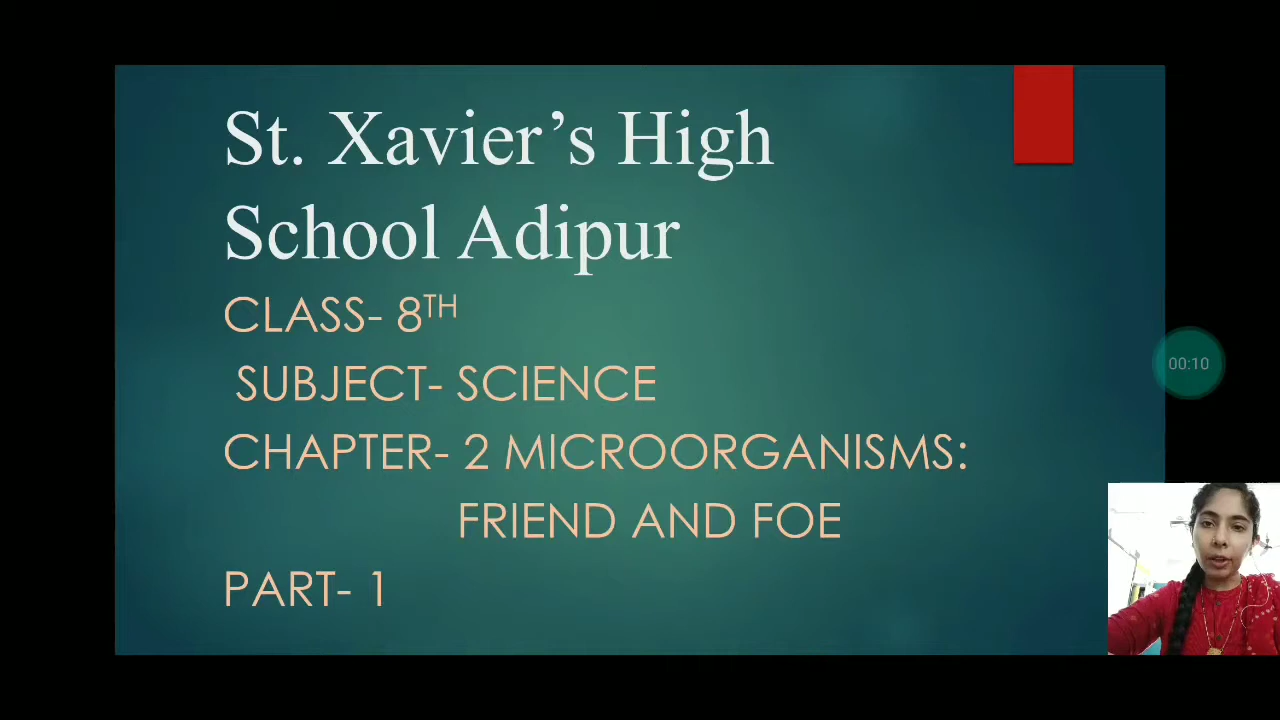 St. Xavier’s High
School Adipur
CLASS- 8TH
SUBJECT- SCIENCE
CHAPTER- 2 MICROORGANISMS:
FRIEND AND FOE
PART- 1
00:10